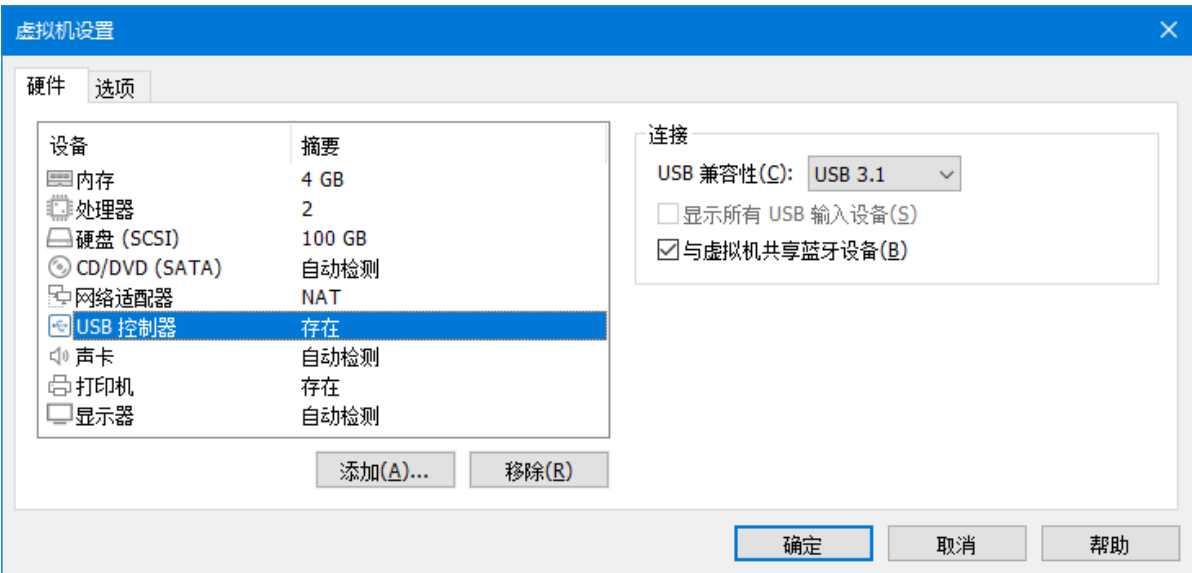 虚拟机设置
硬件 选项
设备 摘要
内存 4 GB
处理器 2
硬盘 (SCSI) 100 GB
CD/DVD (SATA) 自动检测
网络适配器 NAT
USB 控制器 存在
声卡 自动检测
打印机 存在
显示器 自动检测
添加(A)... 移除(R)
连接
USB 兼容性(C): USB 3.1
显示所有 USB 输入设备(S)
与虚拟机共享蓝牙设备(B)
确定 取消 帮助